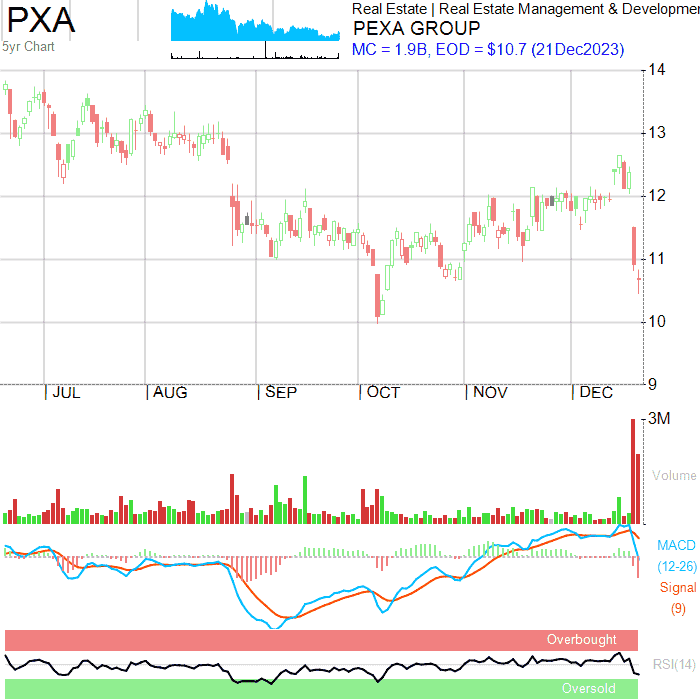 PXA
5yr Chart
Real Estate | Real Estate Management & Developmen
PEXA GROUP
MC = 1.9B, EOD = $10.7 (21Dec2023)
14
13
12
11
10
9
JUL AUG SEP OCT NOV DEC
3M
Volume
MACD
(12-26)
Signal
(9)
Overbought
RSI(14)
Oversold